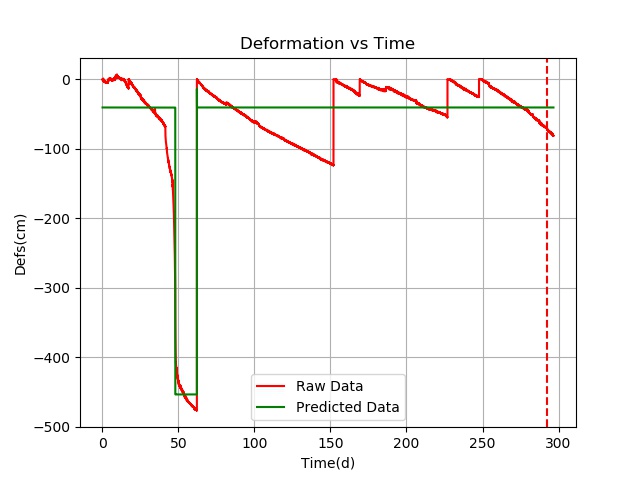 Deformation vs Time
0
−100
−200
−300
−400
−500
Defs(cm)
Raw Data
Predicted Data
0 50 100 150 200 250 300
Time(d)